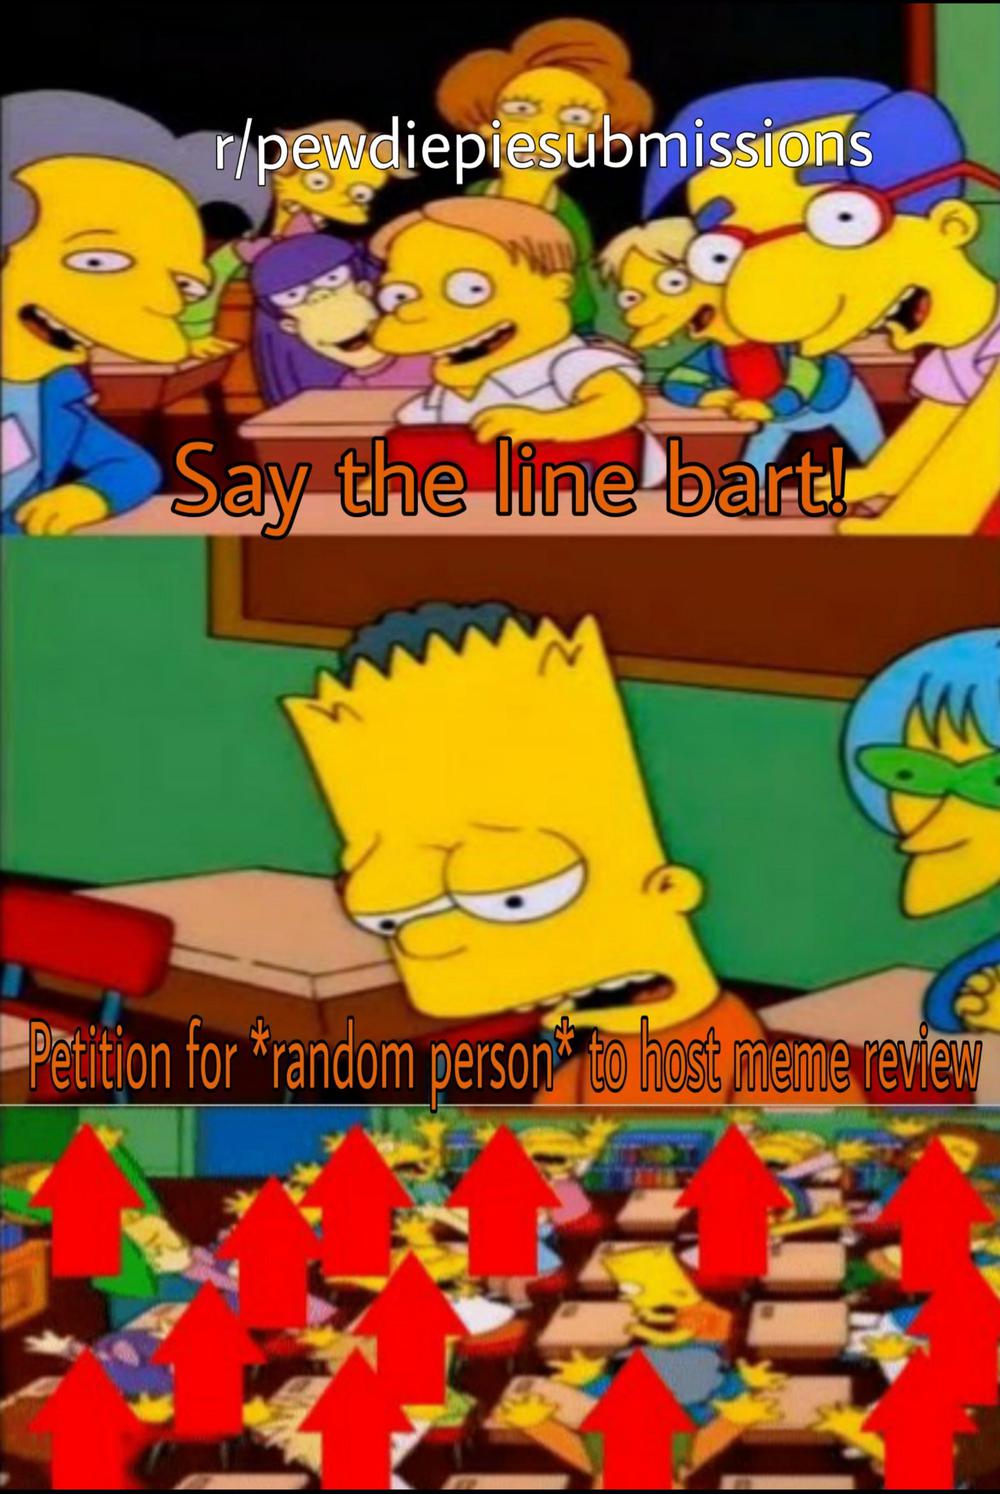 r/pewdiepiesubmissions
Say the line bart!
Petition for *random person* to host meme review